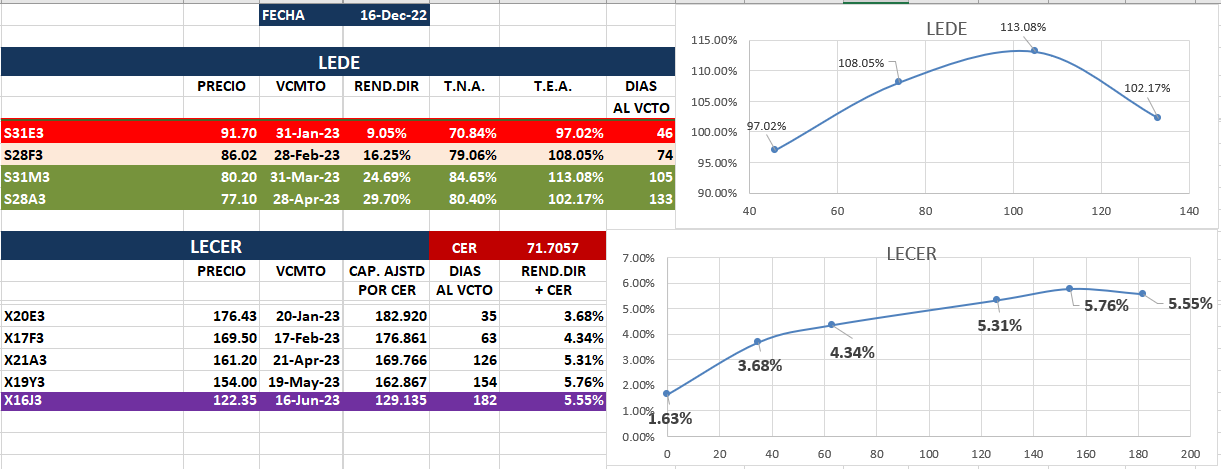 FECHA 16-Dec-22
LEDE
PRECIO VCMTO REND.DIR T.N.A. T.E.A. DIAS
AL VCTO
S31E3 91.70 31-Jan-23 9.05% 70.84% 97.02% 46
S28F3 86.02 28-Feb-23 16.25% 79.06% 108.05% 74
S31M3 80.20 31-Mar-23 24.69% 84.65% 113.08% 105
S28A3 77.10 28-Apr-23 29.70% 80.40% 102.17% 133
LEDE
115.00%
110.00%
105.00%
100.00%
95.00%
90.00%
97.02%
108.05%
113.08%
102.17%
40 60 80 100 120 140
LECER CER 71.7057
PRECIO VCMTO CAP. AJSTD DIAS REND.DIR
POR CER AL VCTO + CER
X20E3 176.43 20-Jan-23 182.920 35 3.68%
X17F3 169.50 17-Feb-23 176.861 63 4.34%
X21A3 161.20 21-Apr-23 169.766 126 5.31%
X19Y3 154.00 19-May-23 162.867 154 5.76%
X16J3 122.35 16-Jun-23 129.135 182 5.55%
LECER
7.00%
6.00%
5.00%
4.00%
3.00%
2.00%
1.00%
0.00%
1.63%
3.68%
4.34%
5.31%
5.76%
5.55%
0 20 40 60 80 100 120 140 160 180 200